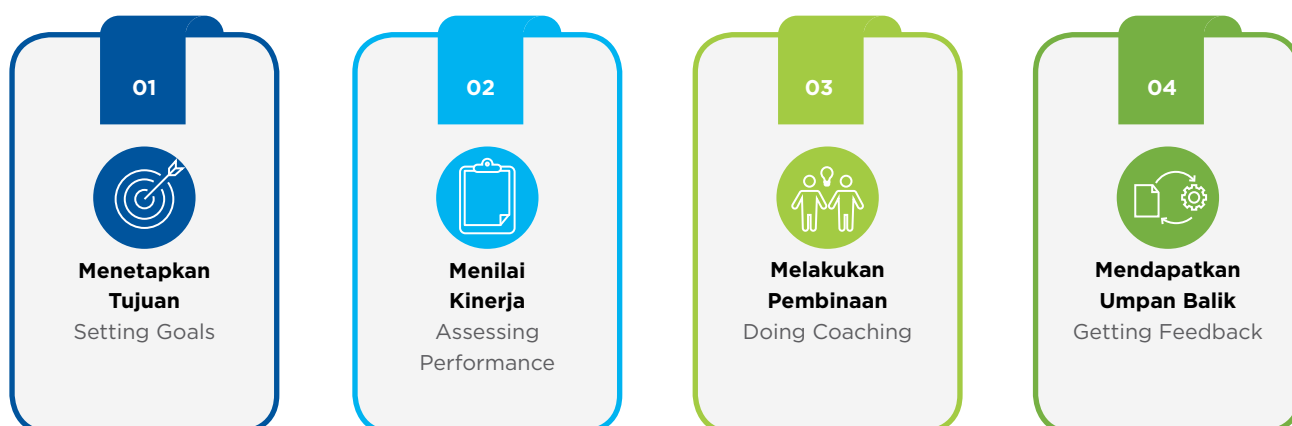 01
Menetapkan
Tujuan
Setting Goals
02
Menilai
Kinerja
Assessing
Performance
03
Melakukan
Pembinaan
Doing Coaching
04
Mendapatkan
Umpan Balik
Getting Feedback